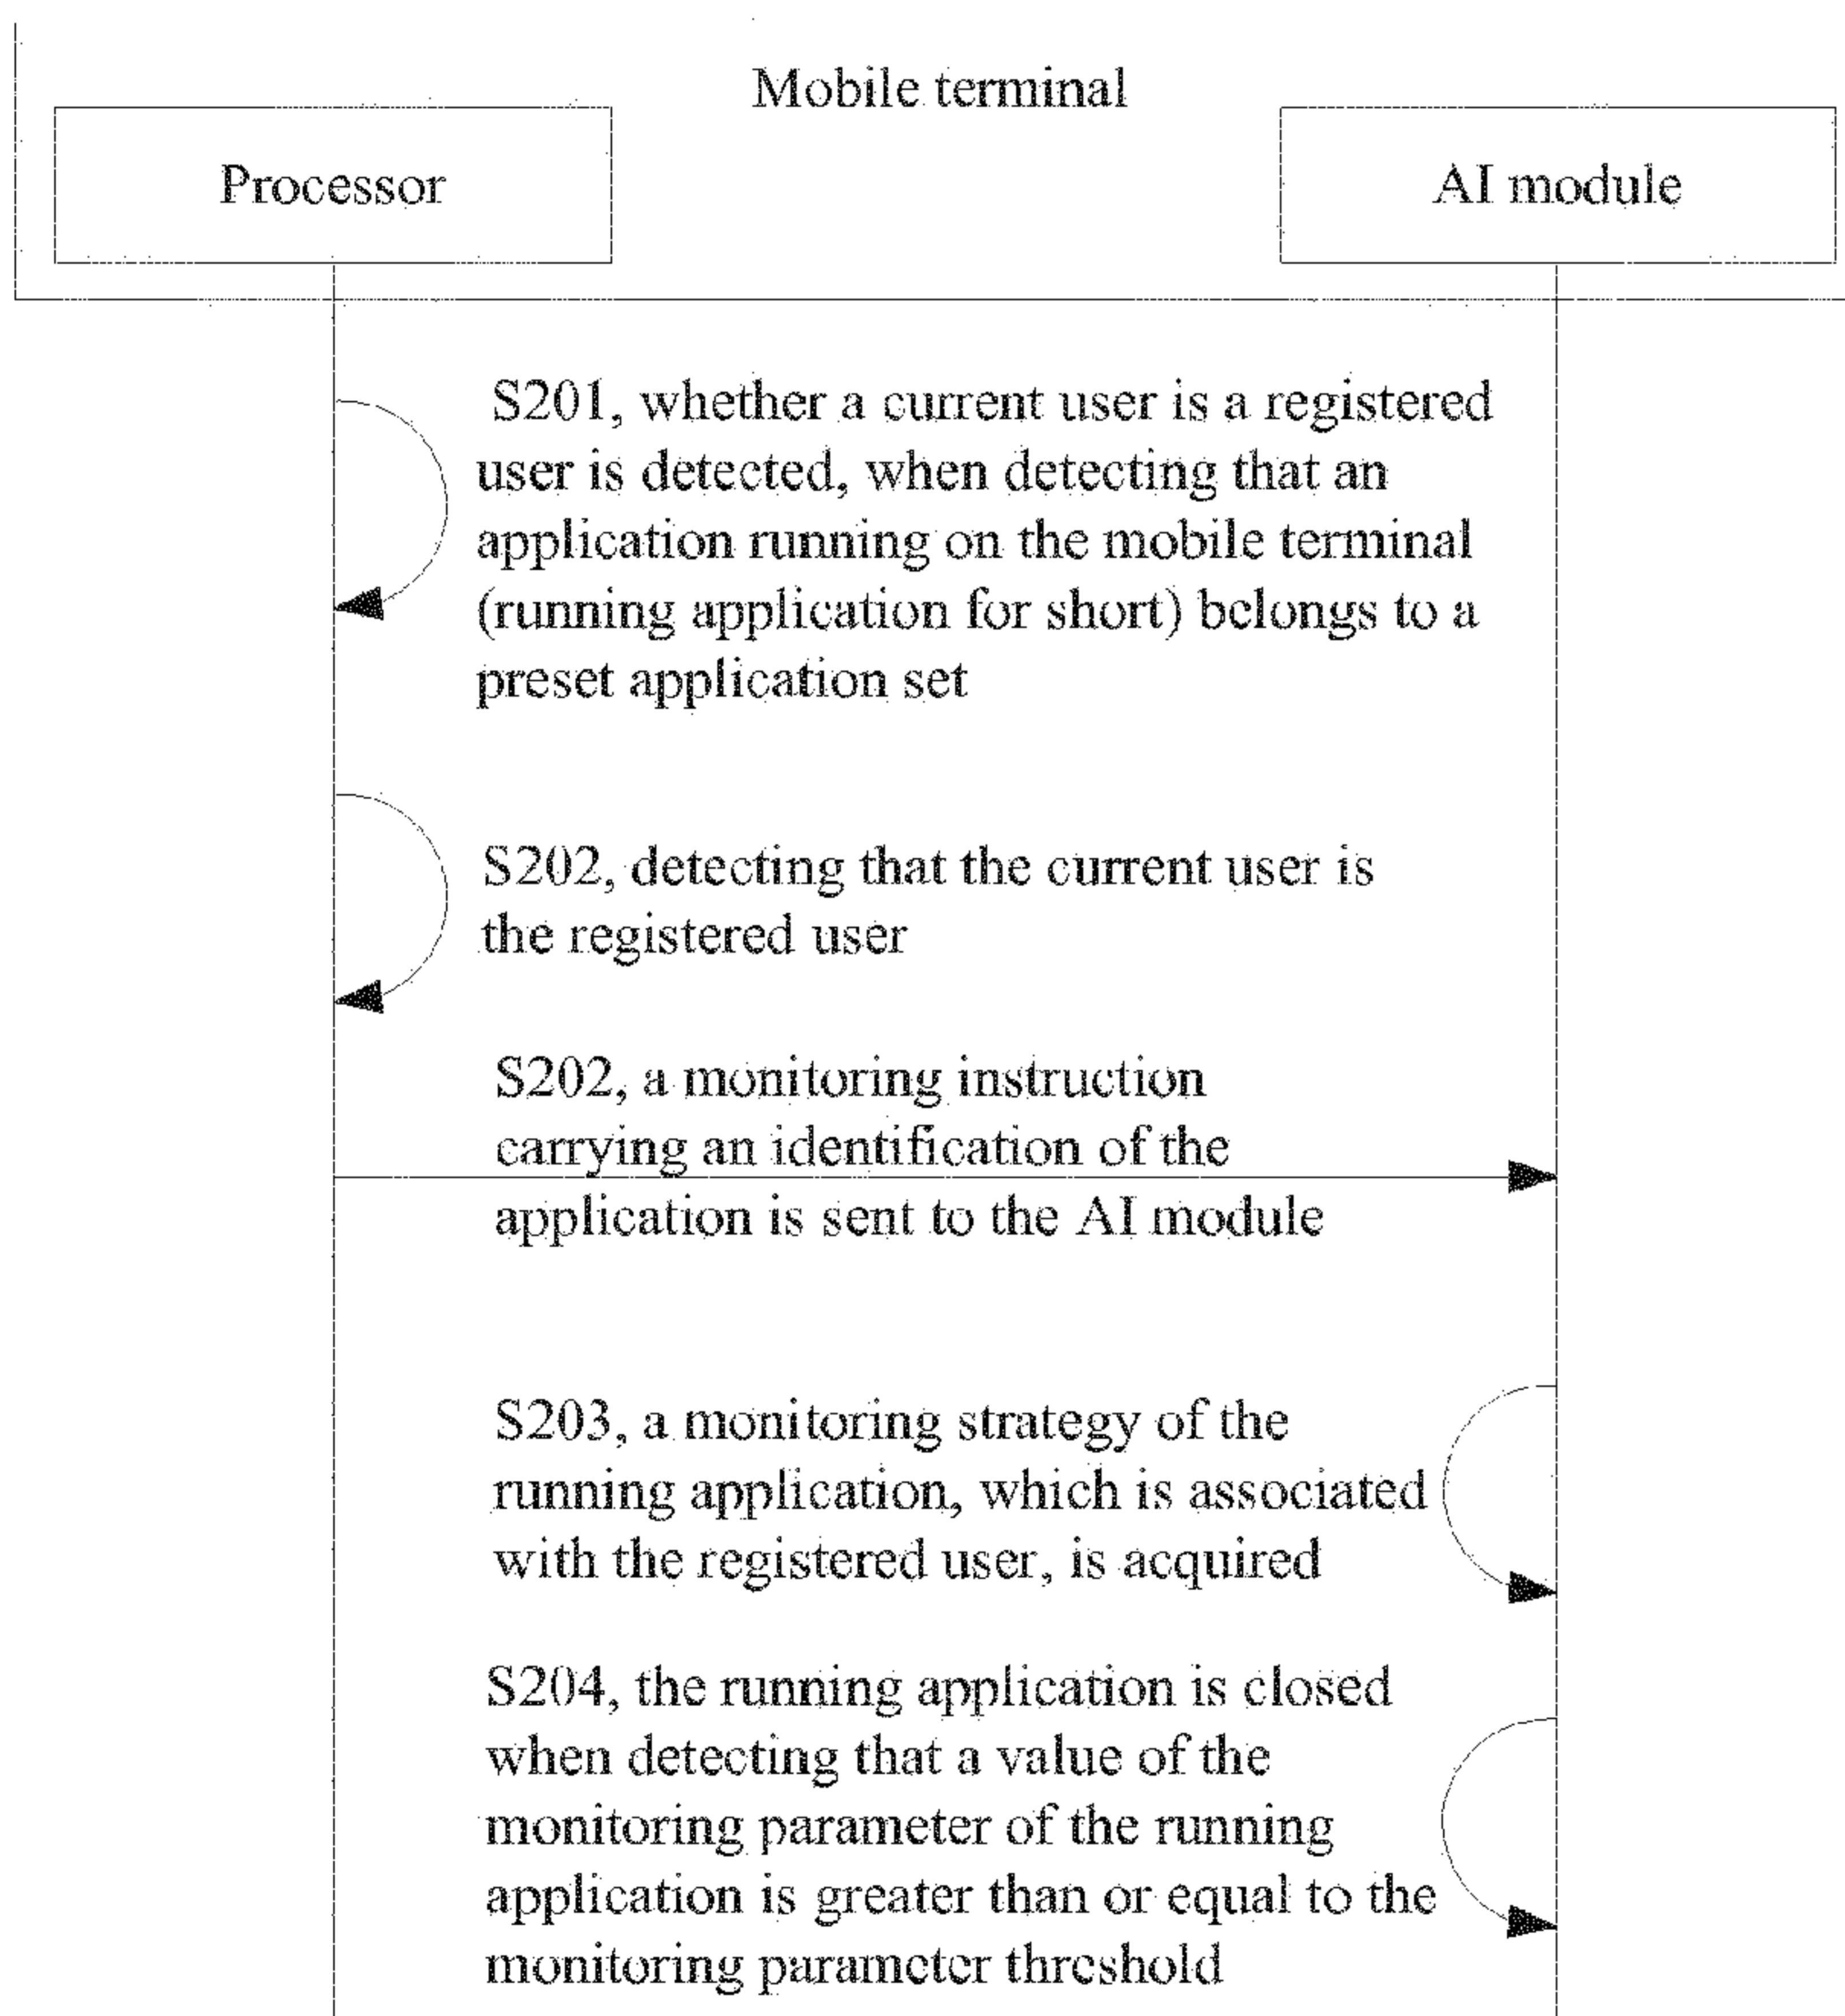 Mobile terminal
Processor
AI module
S201, whether a current user is a registered
user is detected, when detecting that an
application running on the mobile terminal
(running application for short) belongs to a
preset application set
S202, detecting that the current user is
the registered user
S202, a monitoring instruction
carrying an identification of the
application is sent to the AI module
S203, a monitoring strategy of the
running application, which is associated
with the registered user, is acquired
S204, the running application is closed
when detecting that a value of the
monitoring parameter of the running
application is greater than or equal to the
monitoring parameter threshold